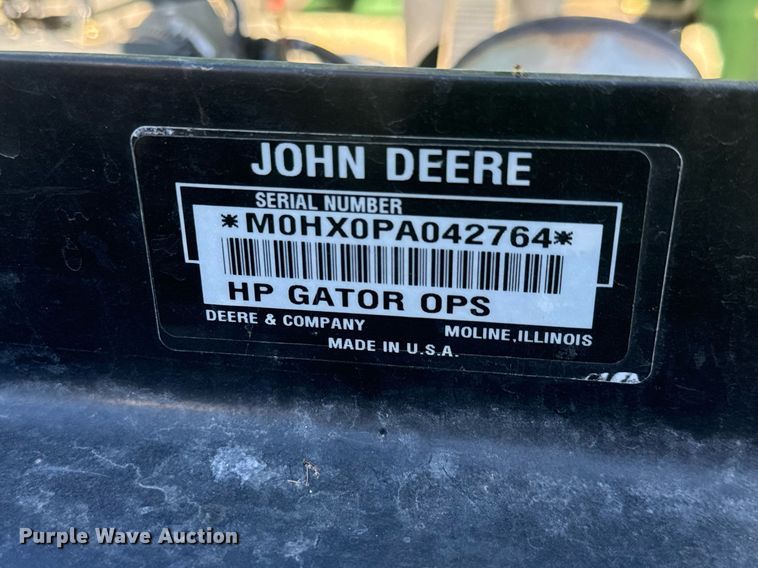 JOHN DEERE
SERIAL NUMBER
*M0HX0PA042764*
HP GATOR OPS
DEERE & COMPANY MOLINE, ILLINOIS
MADE IN U.S.A.
Purple Wave Auction